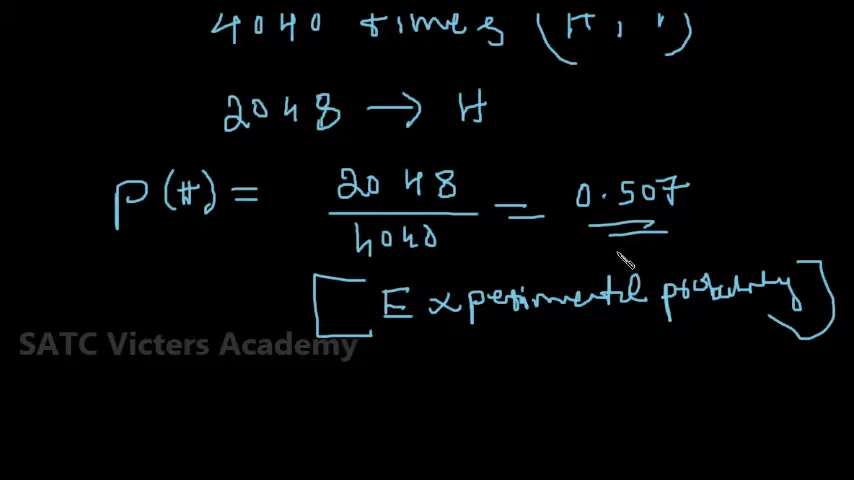 4040 times (H, T)
2048 → H
P(H) = 2048/4040 = 0.507
[Experimental probability]
SATC Victers Academy